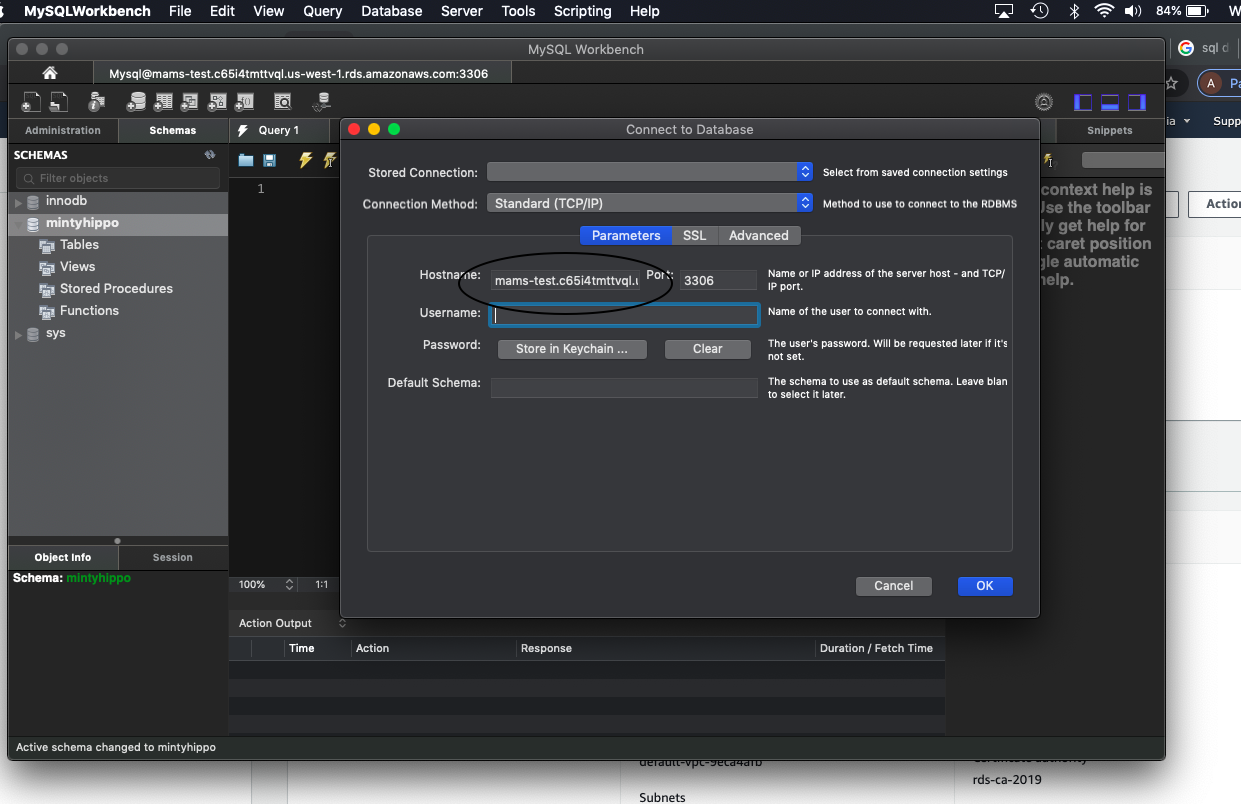 MySQLWorkbench File Edit View Query Database Server Tools Scripting Help 84% W
MySQL Workbench
sql d
Mysql@mams-test.c65i4tmttvql.us-west-1.rds.amazonaws.com:3306
A Pa
ia Supp
Administration Schemas Query 1 Connect to Database Snippets
SCHEMAS
Filter objects
1
innodb
mintyhippo
Tables
Views
Stored Procedures
Functions
sys
Stored Connection: Select from saved connection settings
Connection Method: Standard (TCP/IP) Method to use to connect to the RDBMS
Parameters SSL Advanced
Hostname: mams-test.c65i4tmttvql.u Port: 3306 Name or IP address of the server host - and TCP/
IP port.
Username: Name of the user to connect with.
Password: Store in Keychain ... Clear The user's password. Will be requested later if it's
not set.
Default Schema: The schema to use as default schema. Leave blan
to select it later.
Cancel OK
context help is
Use the toolbar
ly get help for
caret position
gle automatic
help.
Action
Object Info Session
Schema: mintyhippo
100% 1:1
Action Output
Time Action Response Duration / Fetch Time
Active schema changed to mintyhippo
default-vpc-9eca4afb
Subnets
Certificate authority
rds-ca-2019